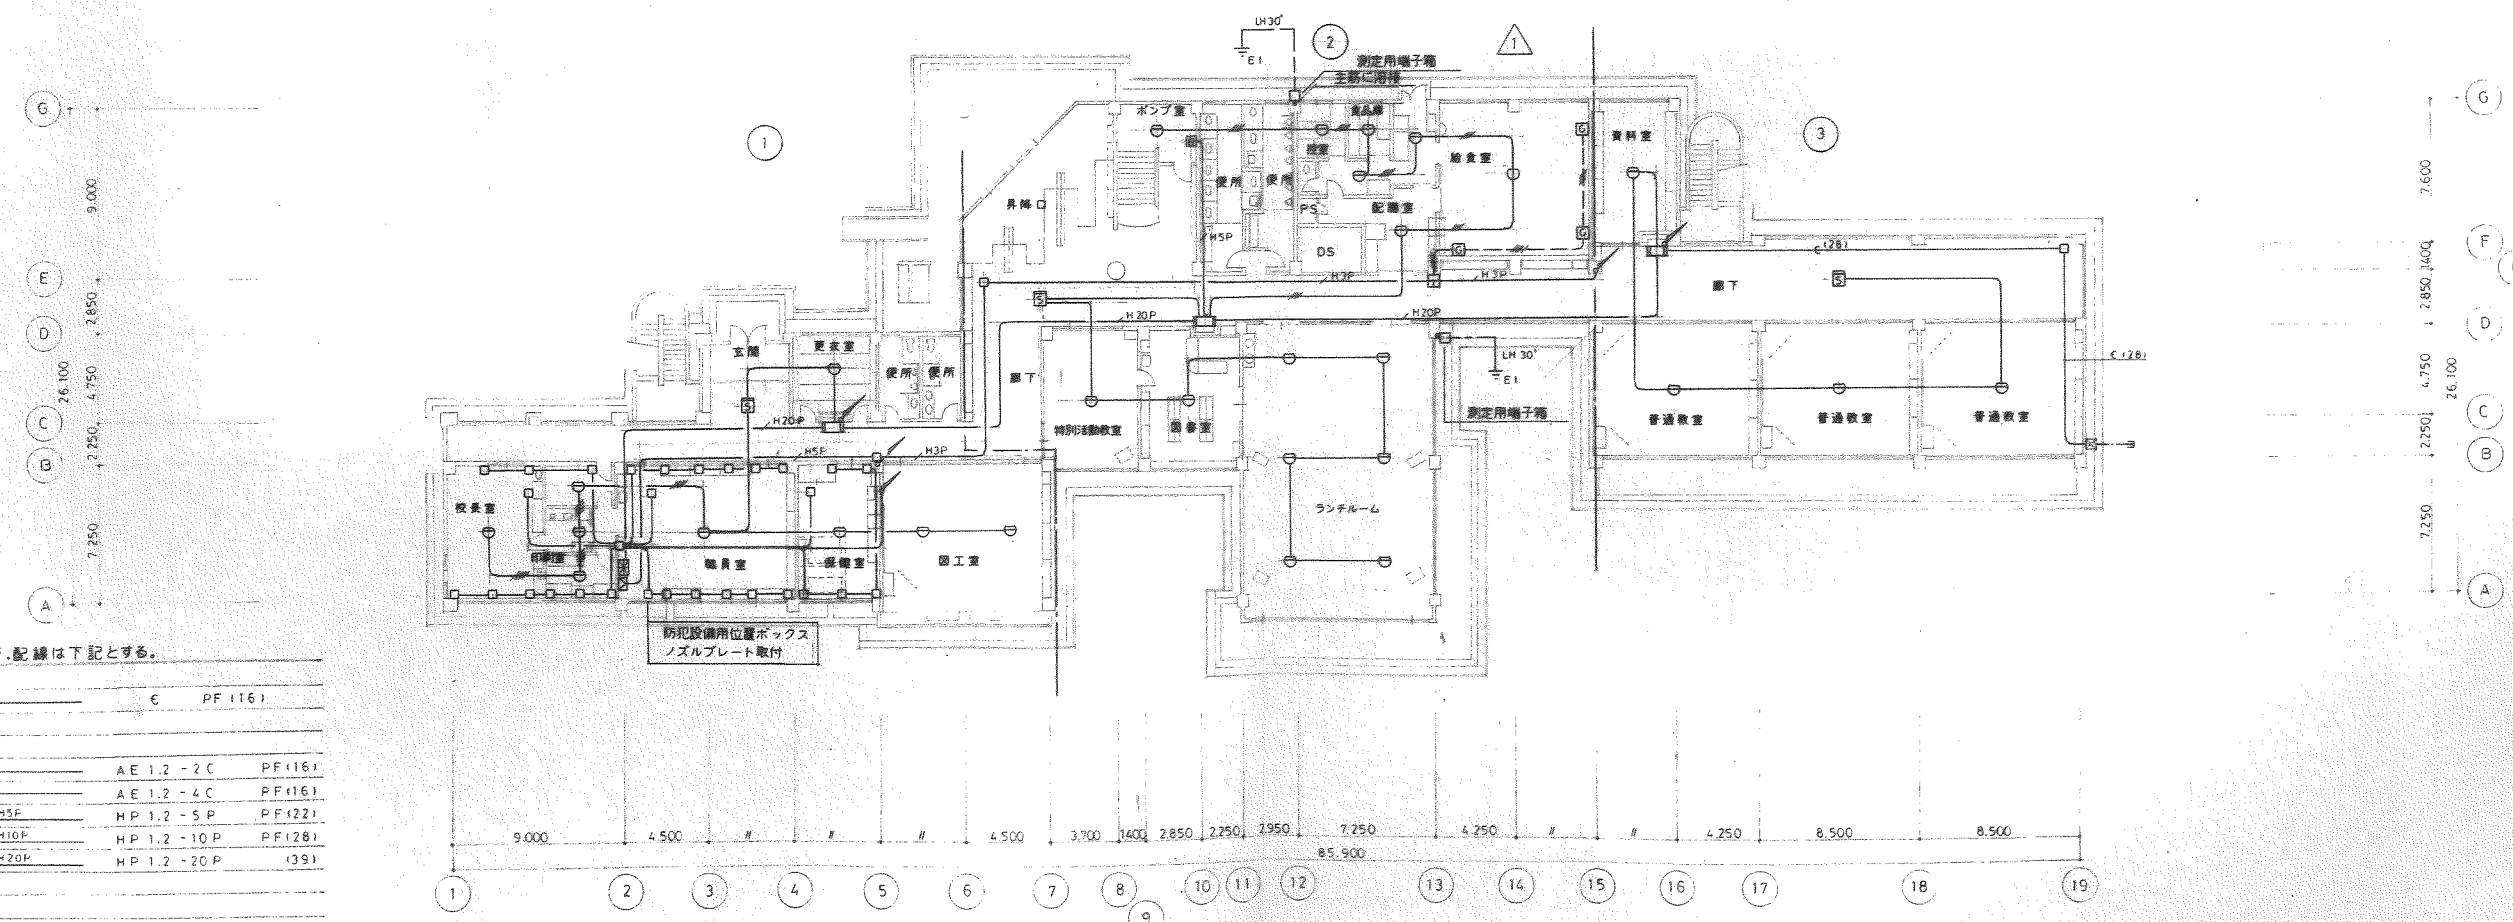 LH30°
E1
2
1
測定用端子箱
主筋に溶接
G
1
9.000
ポンプ室
食品庫
控室
便所
便所
PS
給食室
配膳室
G
G
G
資料室
3
G
7.600
昇降口
H5P
DS
E
F
H3P
H3P
€(28)
1.400
2.850
S
廊下
S
2.850
H20P
H20P
D
D
玄関
更衣室
便所
便所
廊下
LH30°
E1
€(28)
4.750
26.100
4.750
26.100
S
H20P
特別活動教室
図書室
測定用端子箱
普通教室
普通教室
普通教室
C
C
2.250
2.250
H5P
H3P
B
B
校長室
印刷室
職員室
保健室
図工室
ランチルーム
7.250
7.250
A
A
防犯設備用位置ボックス
ノズルプレート取付
.配線は下記とする。
€ PF(16)
AE 1.2 - 2C PF(16)
AE 1.2 - 4C PF(16)
H5P HP 1.2 - 5P PF(22)
H10P HP 1.2 - 10P PF(28)
H20P HP 1.2 - 20P (39)
9.000 4.500 〃 〃 〃 4.500 3.700 1400 2.850 2.250 2.950 7.250 4.250 〃 〃 4.250 8.500 8.500
85.900
1 2 3 4 5 6 7 8 9 10 11 12 13 14 15 16 17 18 19